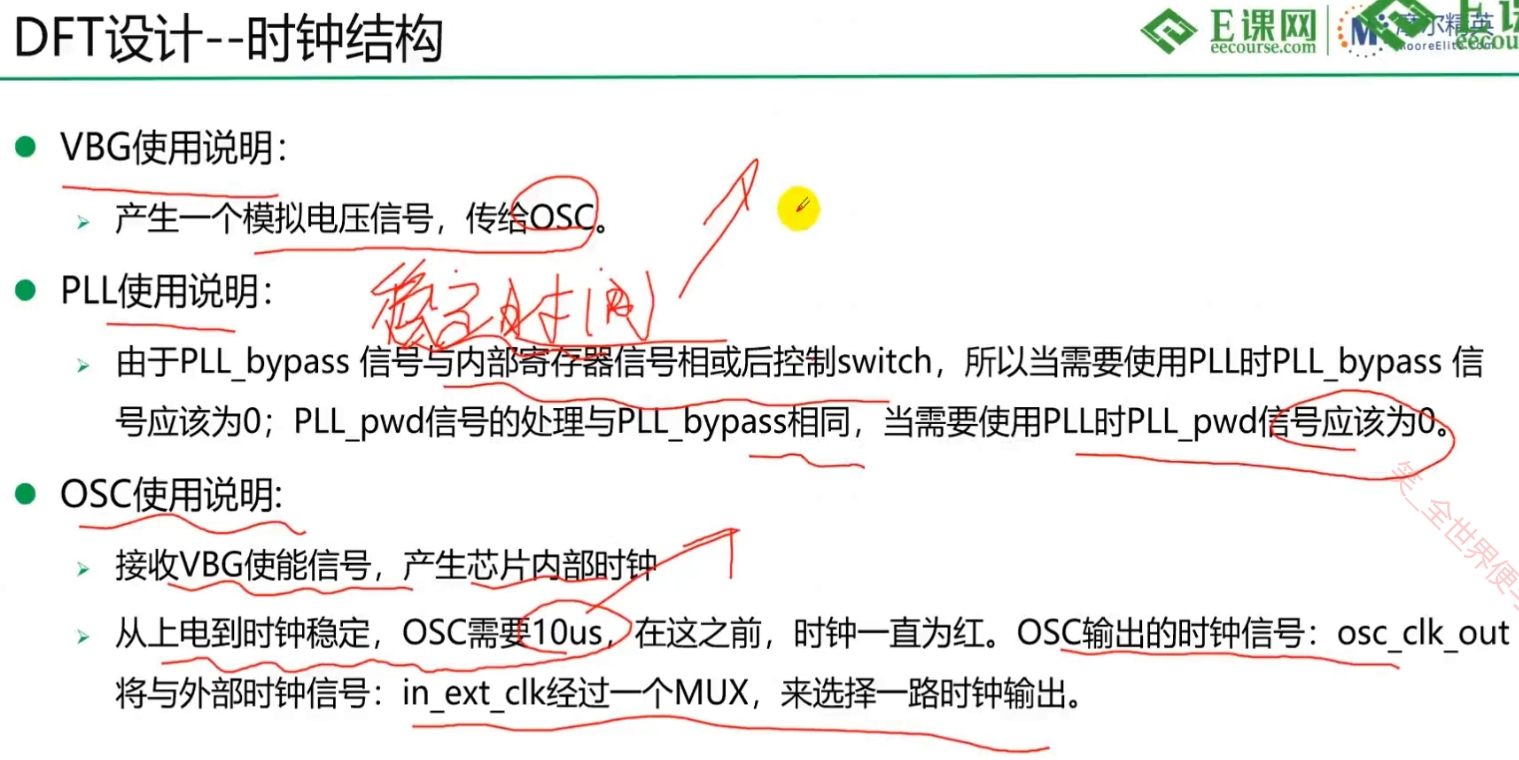 DFT设计--时钟结构
E课网
eecourse.com
VBG使用说明：
产生一个模拟电压信号，传给OSC。
PLL使用说明：
稳定时间
由于PLL_bypass 信号与内部寄存器信号相或后控制switch，所以当需要使用PLL时PLL_bypass 信
号应该为0；PLL_pwd信号的处理与PLL_bypass相同，当需要使用PLL时PLL_pwd信号应该为0。
OSC使用说明:
接收VBG使能信号，产生芯片内部时钟
从上电到时钟稳定，OSC需要10us，在这之前，时钟一直为红。OSC输出的时钟信号：osc_clk_out
将与外部时钟信号：in_ext_clk经过一个MUX，来选择一路时钟输出。
笑_全世界便